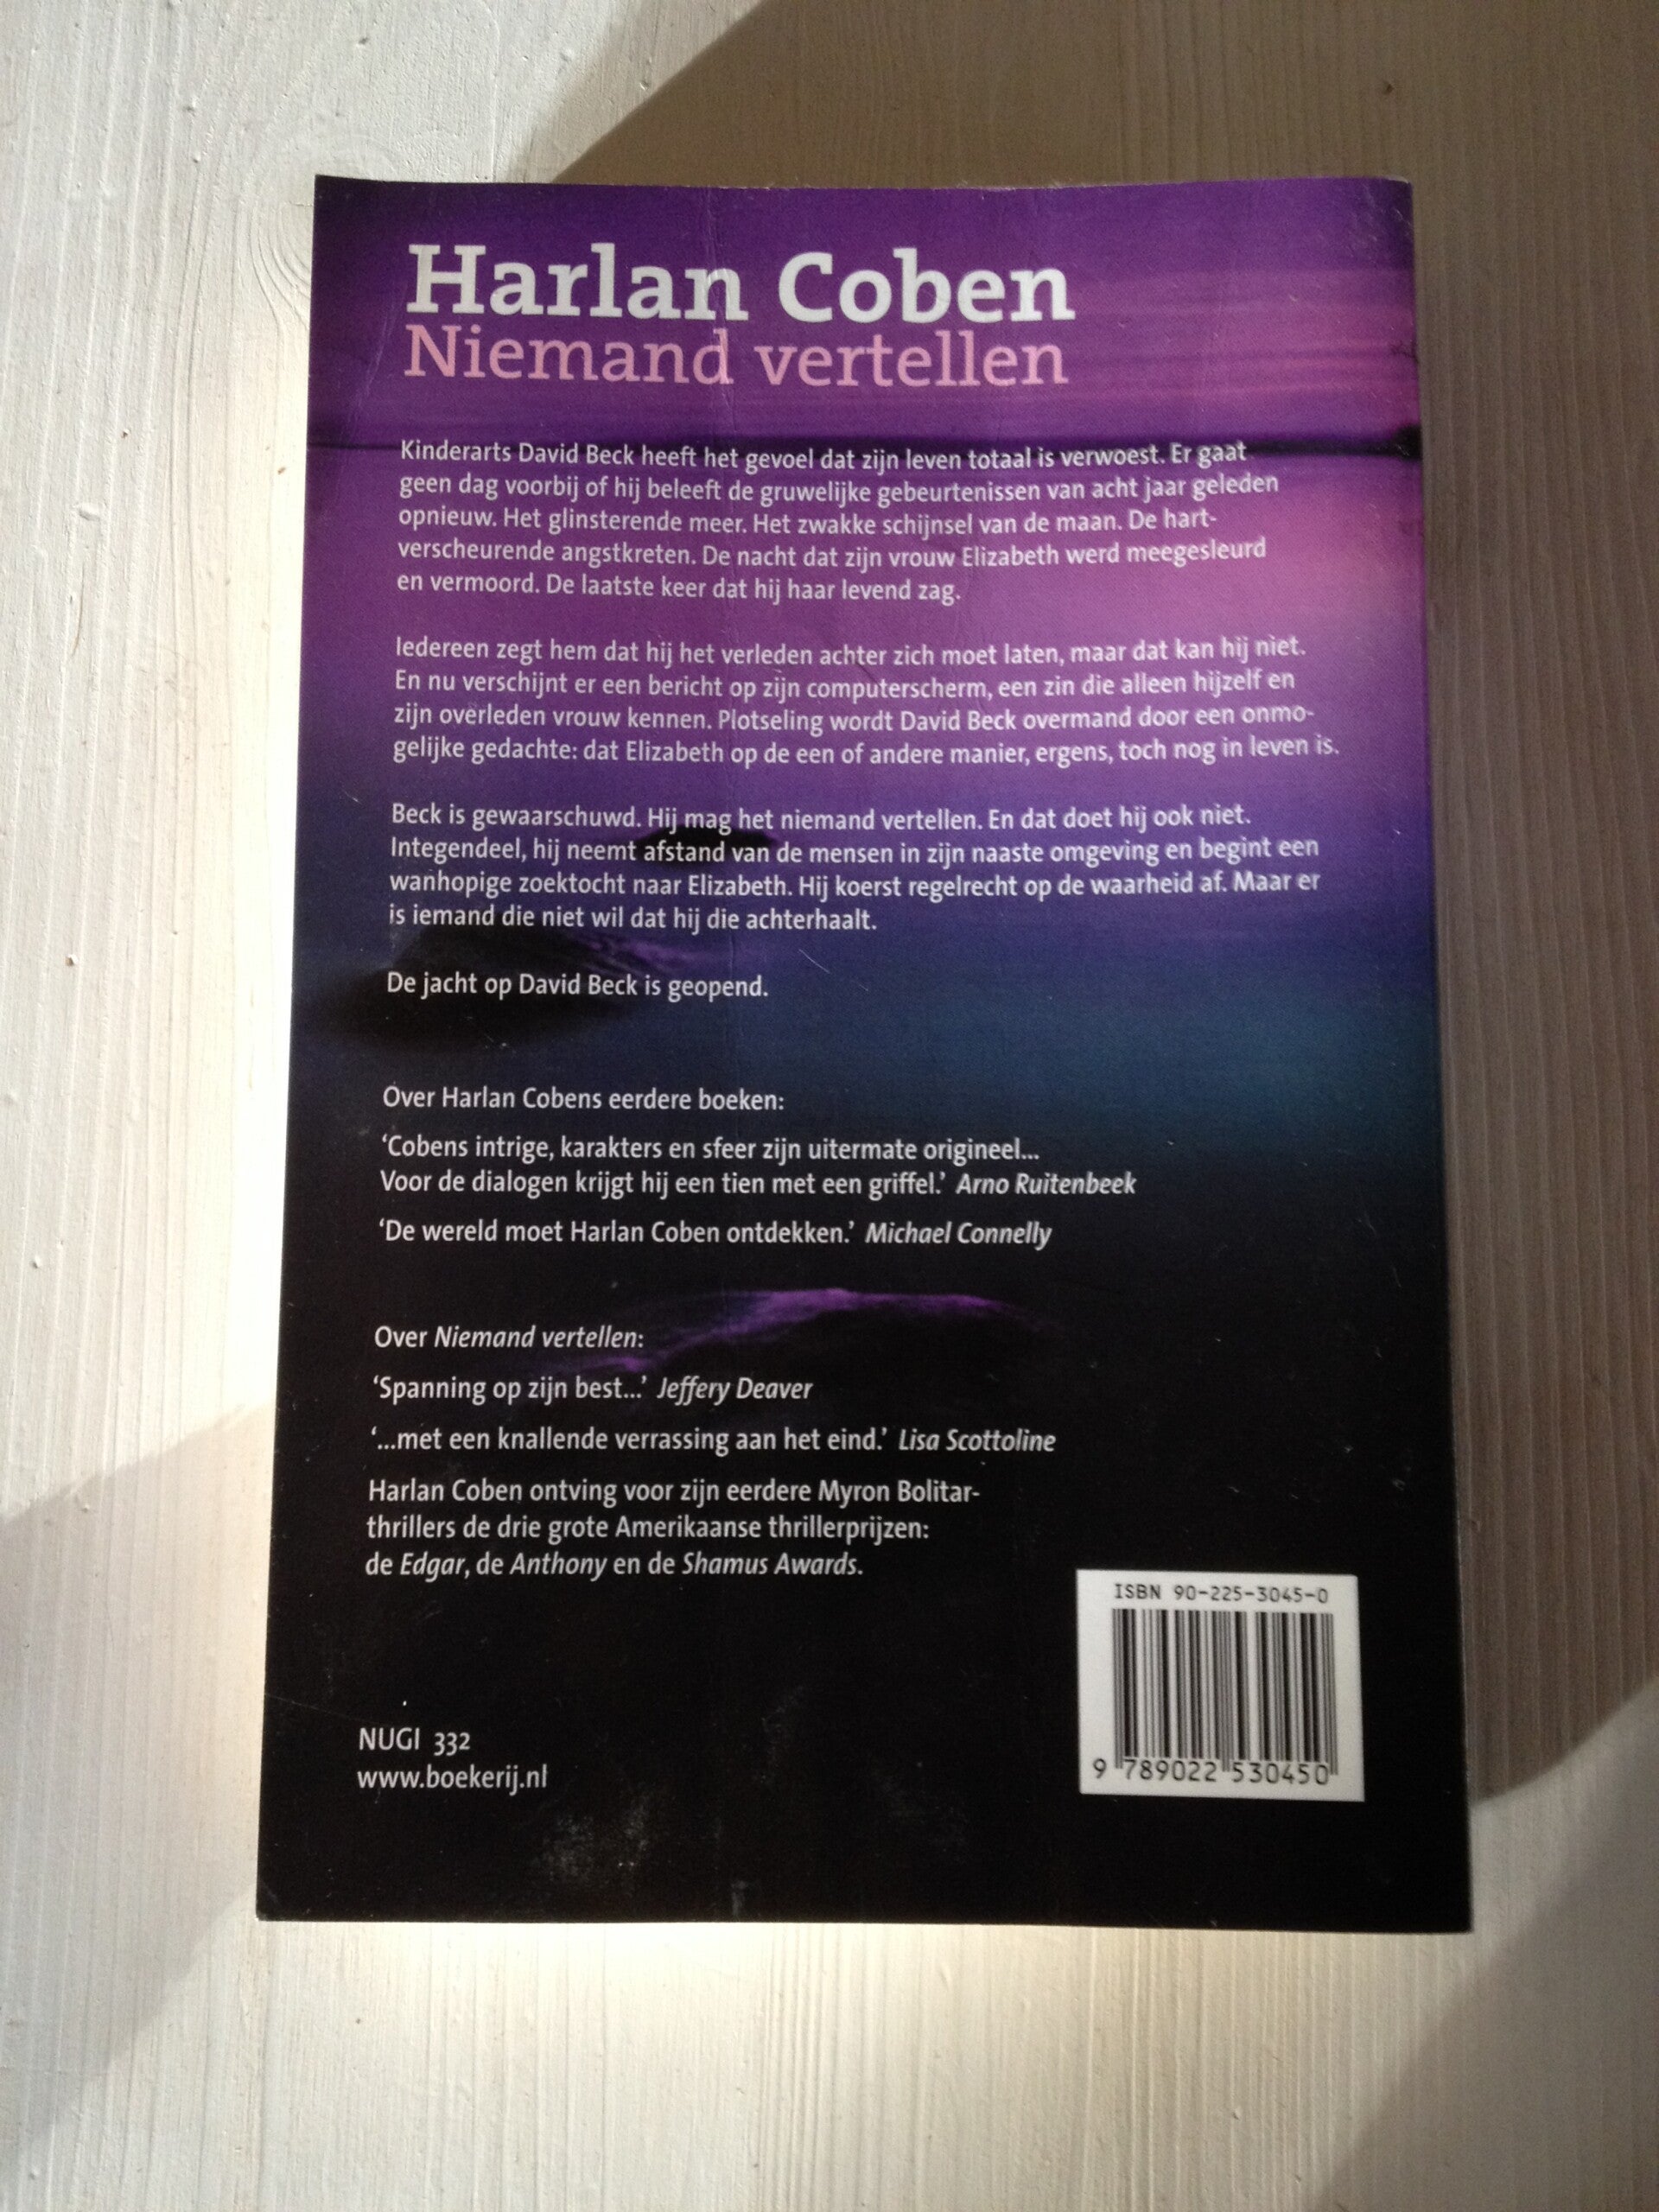 Harlan Coben
Niemand vertellen
Kinderarts David Beck heeft het gevoel dat zijn leven totaal is verwoest. Er gaat
geen dag voorbij of hij beleeft de gruwelijke gebeurtenissen van acht jaar geleden
opnieuw. Het glinsterende meer. Het zwakke schijnsel van de maan. De hart-
verscheurende angstkreten. De nacht dat zijn vrouw Elizabeth werd meegesleurd
en vermoord. De laatste keer dat hij haar levend zag.
Iedereen zegt hem dat hij het verleden achter zich moet laten, maar dat kan hij niet.
En nu verschijnt er een bericht op zijn computerscherm, een zin die alleen hijzelf en
zijn overleden vrouw kennen. Plotseling wordt David Beck overmand door een onmo-
gelijke gedachte: dat Elizabeth op de een of andere manier, ergens, toch nog in leven is.
Beck is gewaarschuwd. Hij mag het niemand vertellen. En dat doet hij ook niet.
Integendeel, hij neemt afstand van de mensen in zijn naaste omgeving en begint een
wanhopige zoektocht naar Elizabeth. Hij koerst regelrecht op de waarheid af. Maar er
is iemand die niet wil dat hij die achterhaalt.
De jacht op David Beck is geopend.
Over Harlan Cobens eerdere boeken:
‘Cobens intrige, karakters en sfeer zijn uitermate origineel...
Voor de dialogen krijgt hij een tien met een griffel.’ Arno Ruitenbeek
‘De wereld moet Harlan Coben ontdekken.’ Michael Connelly
Over Niemand vertellen:
‘Spanning op zijn best...’ Jeffery Deaver
‘...met een knallende verrassing aan het eind.’ Lisa Scottoline
Harlan Coben ontving voor zijn eerdere Myron Bolitar-
thrillers de drie grote Amerikaanse thrillerprijzen:
de Edgar, de Anthony en de Shamus Awards.
ISBN 90-225-3045-0
9 789022 530450
NUGI 332
www.boekerij.nl